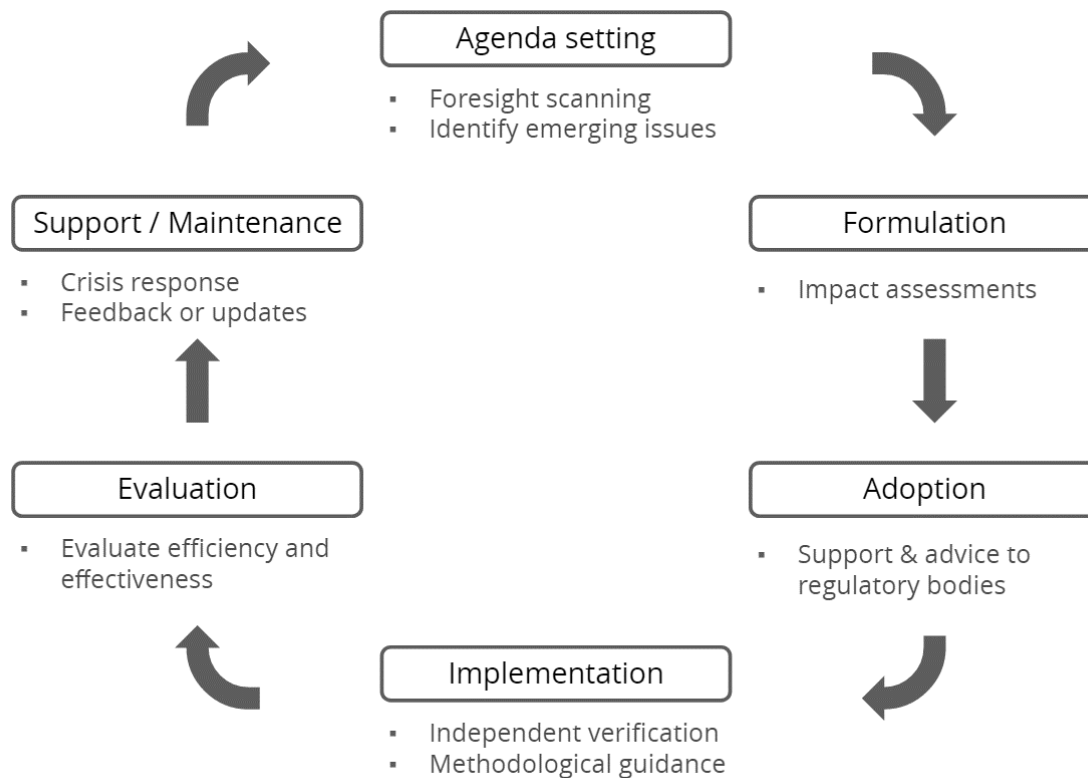 Agenda setting
▪ Foresight scanning
▪ Identify emerging issues
Formulation
▪ Impact assessments
Adoption
▪ Support & advice to
regulatory bodies
Implementation
▪ Independent verification
▪ Methodological guidance
Evaluation
▪ Evaluate efficiency and
effectiveness
Support / Maintenance
▪ Crisis response
▪ Feedback or updates